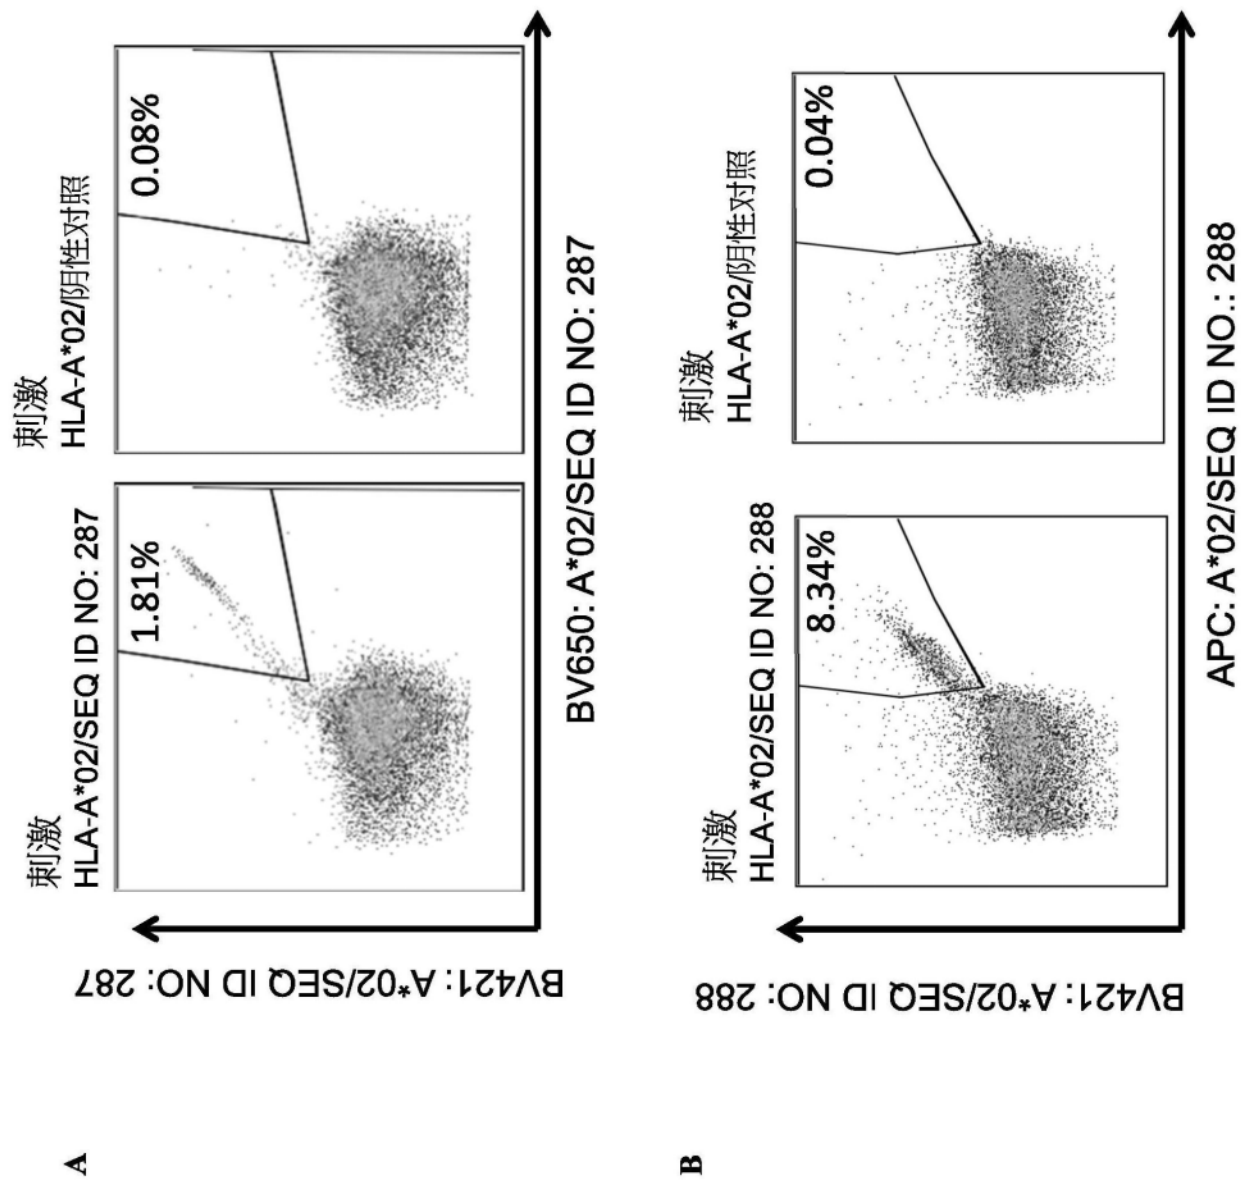 A
刺激
HLA-A*02/SEQ ID NO: 287
刺激
HLA-A*02/阴性对照
1.81%
0.08%
BV421: A*02/SEQ ID NO: 287
BV650: A*02/SEQ ID NO: 287
B
刺激
HLA-A*02/SEQ ID NO: 288
刺激
HLA-A*02/阴性对照
8.34%
0.04%
BV421: A*02/SEQ ID NO: 288
APC: A*02/SEQ ID NO.: 288